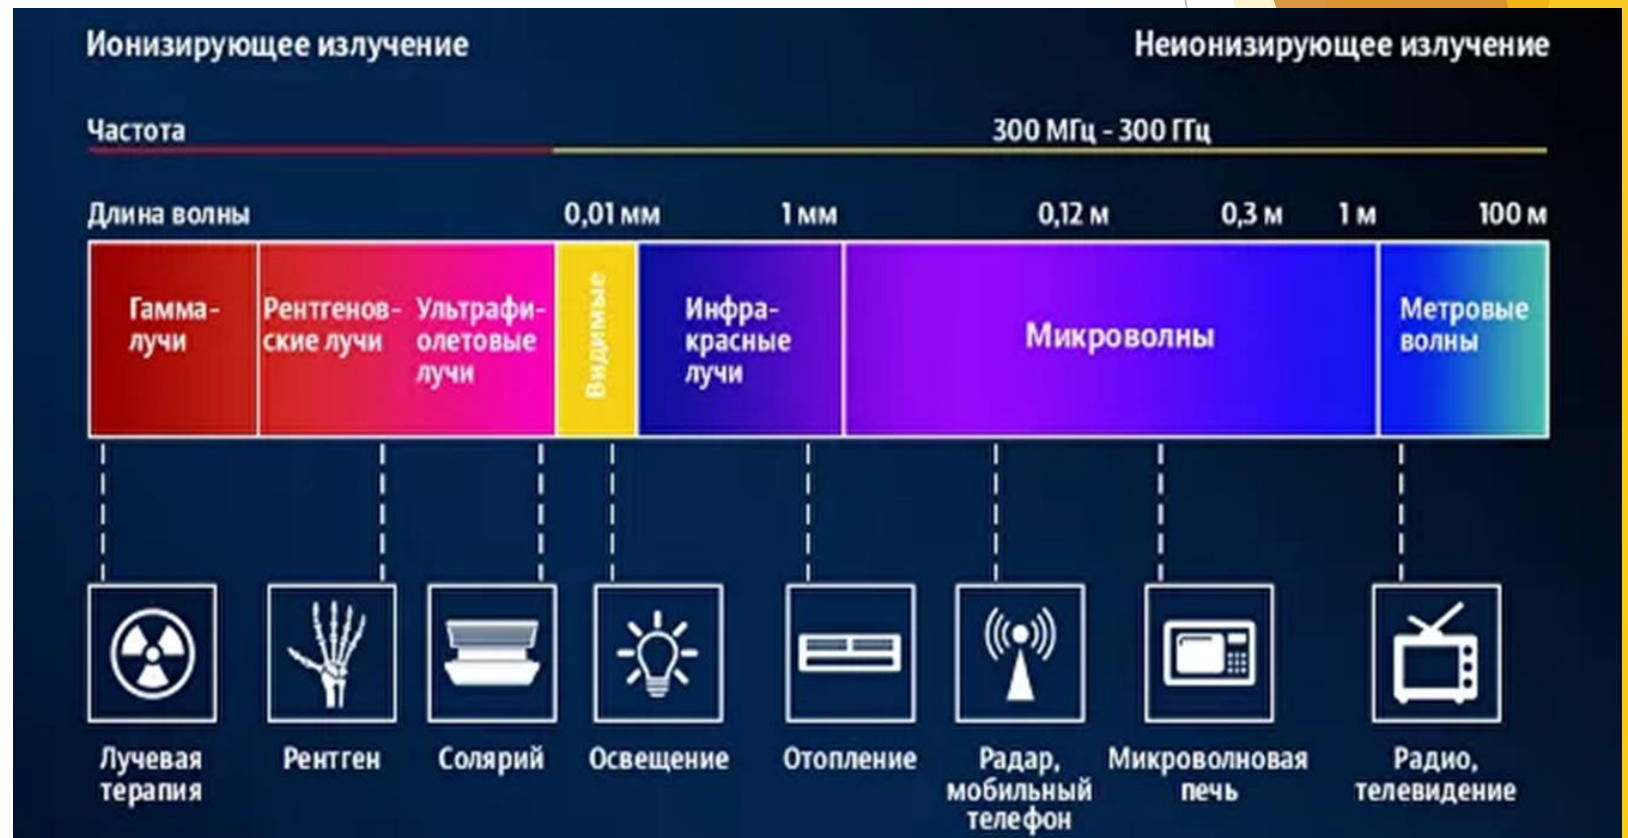 Ионизирующее излучение
Неионизирующее излучение
Частота
300 МГц - 300 ГГц
Длина волны
0,01 мм
1 мм
0,12 м
0,3 м
1 м
100 м
Гамма-
лучи
Рентгенов-
ские лучи
Ультрафи-
олетовые
лучи
Видимые
Инфра-
красные
лучи
Микроволны
Метровые
волны
Лучевая
терапия
Рентген
Солярий
Освещение
Отопление
Радар,
мобильный
телефон
Микроволновая
печь
Радио,
телевидение